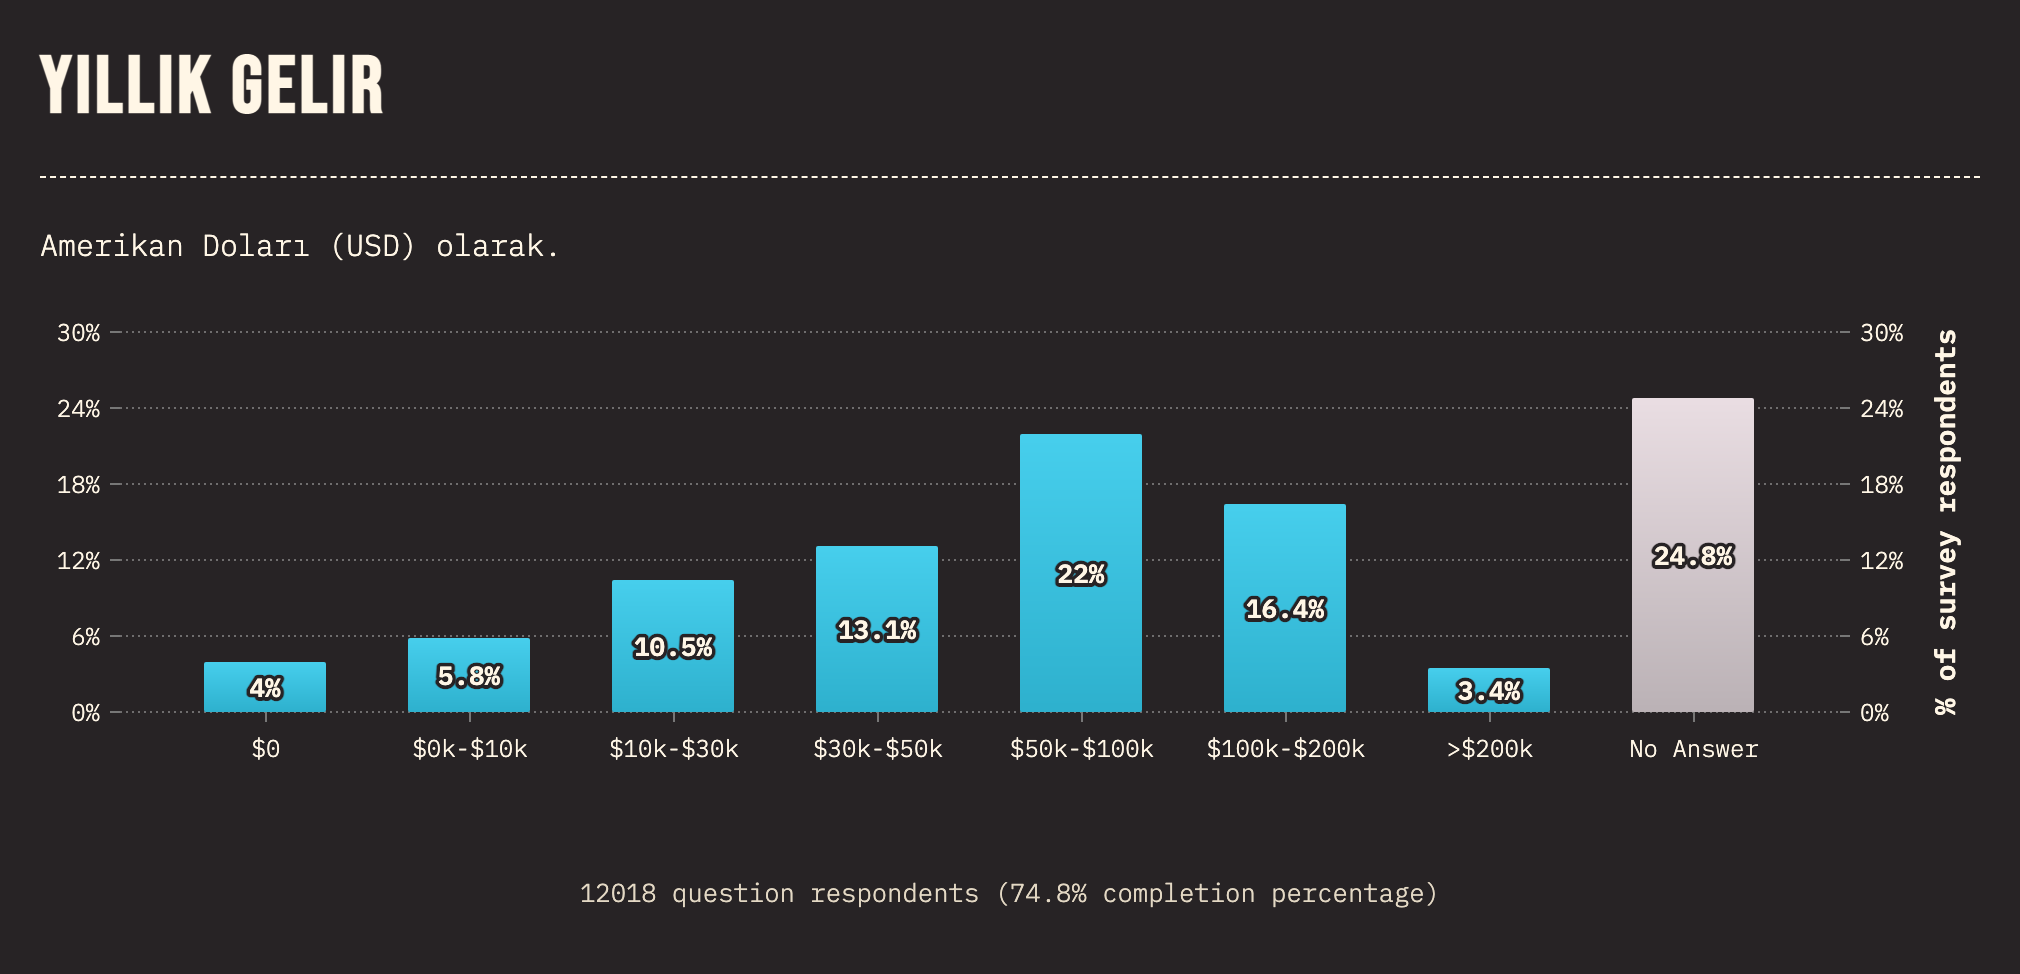 YILLIK GELIR
Amerikan Doları (USD) olarak.
30%
24%
18%
12%
6%
0%
30%
24%
18%
12%
6%
0%
% of survey respondents
4%
5.8%
10.5%
13.1%
22%
16.4%
3.4%
24.8%
$0
$0k-$10k
$10k-$30k
$30k-$50k
$50k-$100k
$100k-$200k
>$200k
No Answer
12018 question respondents (74.8% completion percentage)